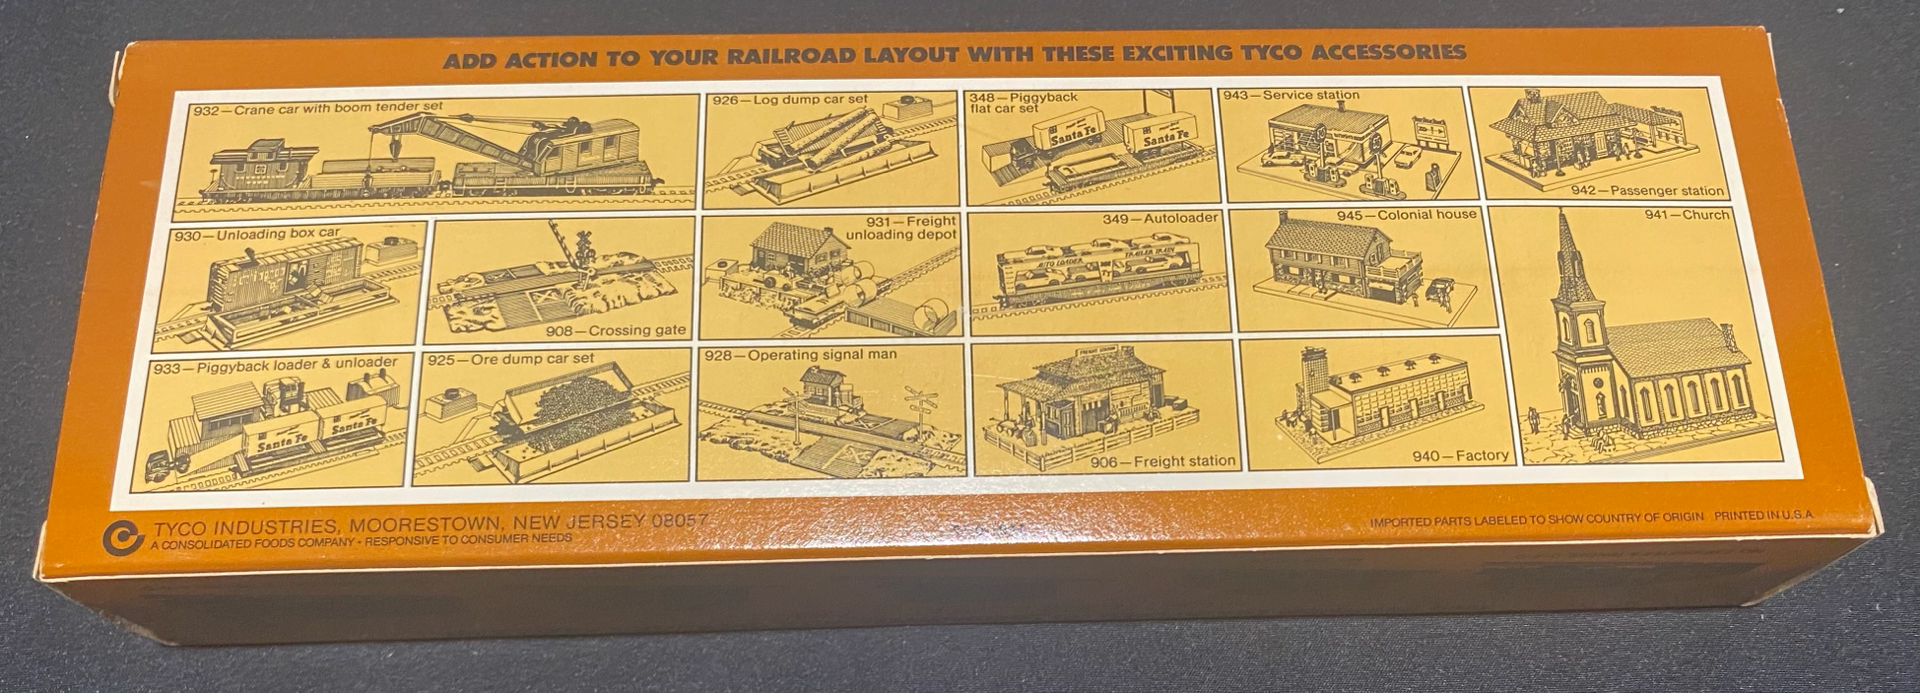 ADD ACTION TO YOUR RAILROAD LAYOUT WITH THESE EXCITING TYCO ACCESSORIES
932—Crane car with boom tender set
926—Log dump car set
348—Piggyback
flat car set
Santa Fe
Santa Fe
943—Service station
942—Passenger station
930—Unloading box car
908—Crossing gate
931—Freight
unloading depot
349—Autoloader
AUTO LOADER
TRAILER TRAIN
945—Colonial house
941—Church
933—Piggyback loader & unloader
Santa Fe
Santa Fe
925—Ore dump car set
928—Operating signal man
906—Freight station
940—Factory
TYCO INDUSTRIES, MOORESTOWN, NEW JERSEY 08057
A CONSOLIDATED FOODS COMPANY • RESPONSIVE TO CONSUMER NEEDS
IMPORTED PARTS LABELED TO SHOW COUNTRY OF ORIGIN PRINTED IN U.S.A.